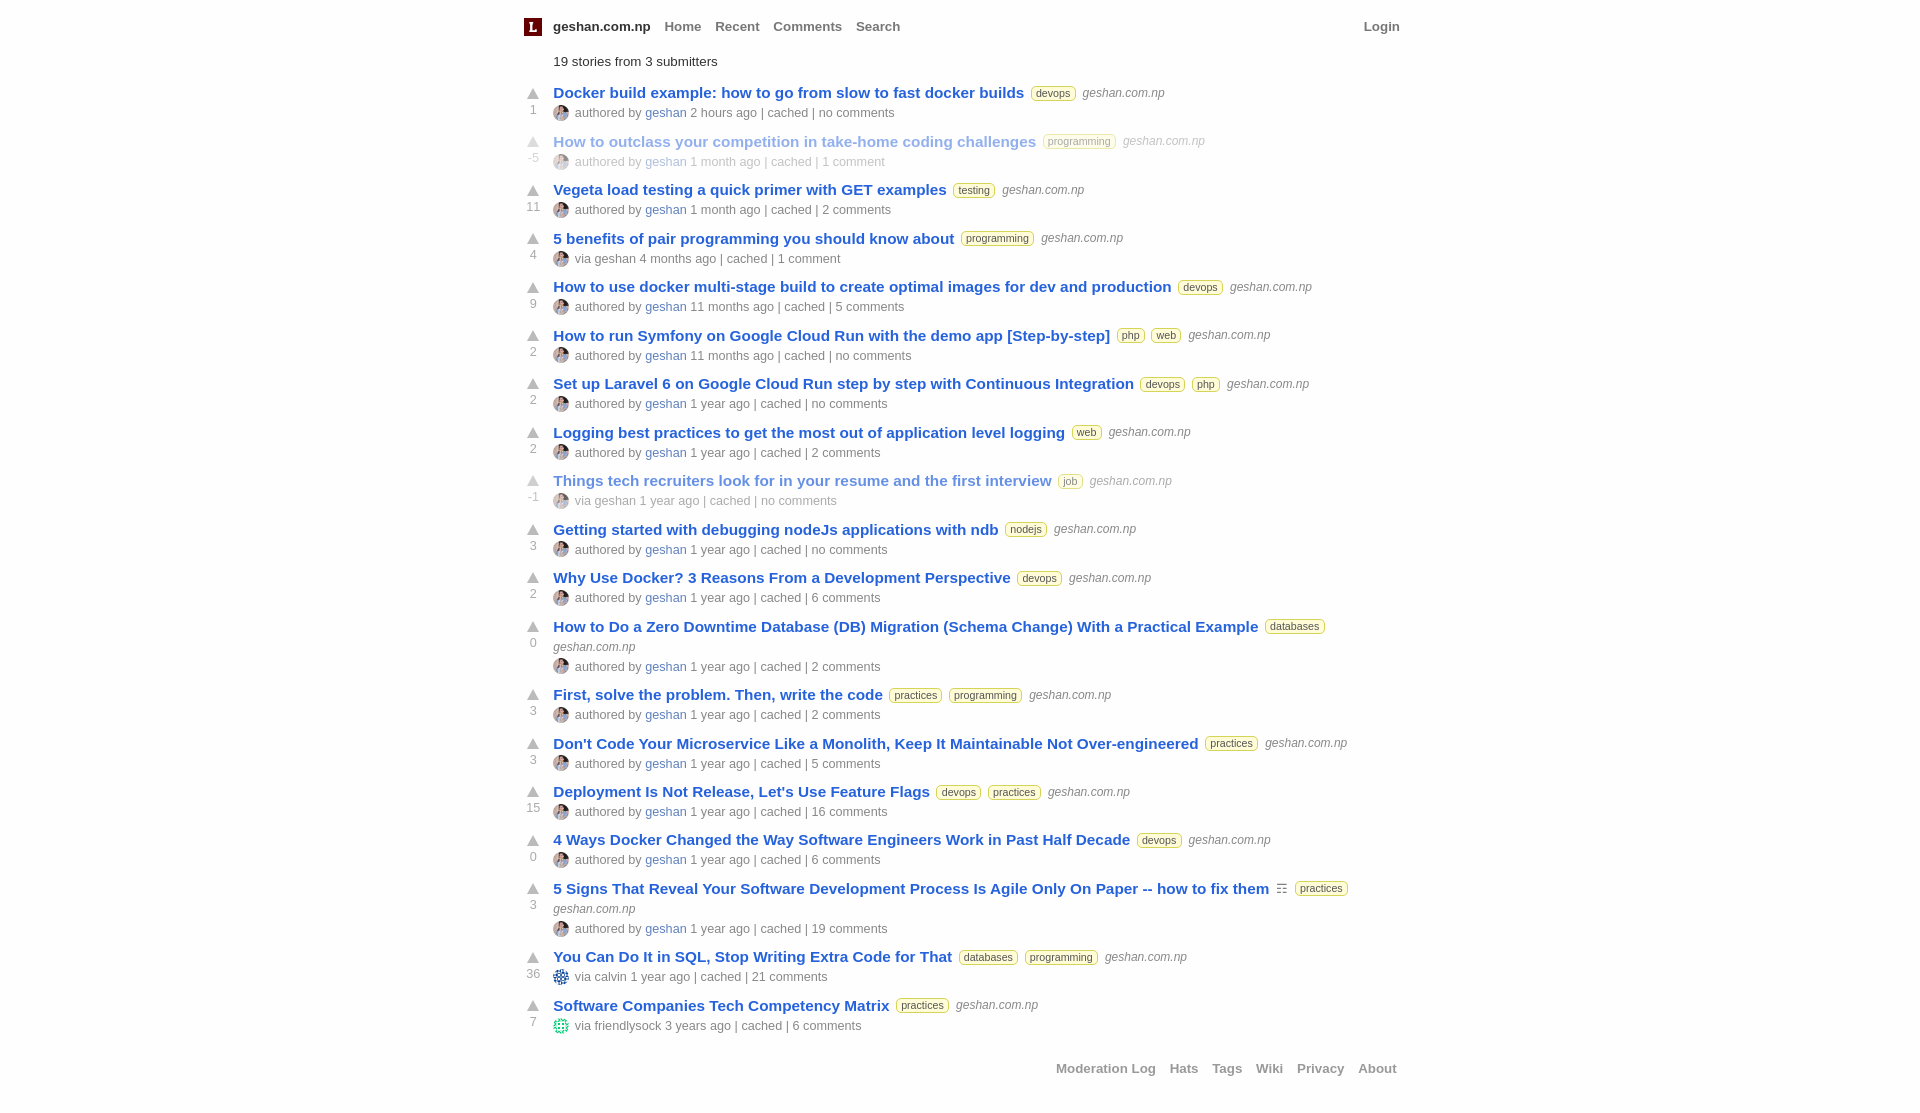 L geshan.com.np Home Recent Comments Search Login
19 stories from 3 submitters
Docker build example: how to go from slow to fast docker builds devops geshan.com.np
1 authored by geshan 2 hours ago | cached | no comments
How to outclass your competition in take-home coding challenges programming geshan.com.np
-5 authored by geshan 1 month ago | cached | 1 comment
Vegeta load testing a quick primer with GET examples testing geshan.com.np
11 authored by geshan 1 month ago | cached | 2 comments
5 benefits of pair programming you should know about programming geshan.com.np
4 via geshan 4 months ago | cached | 1 comment
How to use docker multi-stage build to create optimal images for dev and production devops geshan.com.np
9 authored by geshan 11 months ago | cached | 5 comments
How to run Symfony on Google Cloud Run with the demo app [Step-by-step] php web geshan.com.np
2 authored by geshan 11 months ago | cached | no comments
Set up Laravel 6 on Google Cloud Run step by step with Continuous Integration devops php geshan.com.np
2 authored by geshan 1 year ago | cached | no comments
Logging best practices to get the most out of application level logging web geshan.com.np
2 authored by geshan 1 year ago | cached | 2 comments
Things tech recruiters look for in your resume and the first interview job geshan.com.np
-1 via geshan 1 year ago | cached | no comments
Getting started with debugging nodeJs applications with ndb nodejs geshan.com.np
3 authored by geshan 1 year ago | cached | no comments
Why Use Docker? 3 Reasons From a Development Perspective devops geshan.com.np
2 authored by geshan 1 year ago | cached | 6 comments
How to Do a Zero Downtime Database (DB) Migration (Schema Change) With a Practical Example databases
0 geshan.com.np
authored by geshan 1 year ago | cached | 2 comments
First, solve the problem. Then, write the code practices programming geshan.com.np
3 authored by geshan 1 year ago | cached | 2 comments
Don't Code Your Microservice Like a Monolith, Keep It Maintainable Not Over-engineered practices geshan.com.np
3 authored by geshan 1 year ago | cached | 5 comments
Deployment Is Not Release, Let's Use Feature Flags devops practices geshan.com.np
15 authored by geshan 1 year ago | cached | 16 comments
4 Ways Docker Changed the Way Software Engineers Work in Past Half Decade devops geshan.com.np
0 authored by geshan 1 year ago | cached | 6 comments
5 Signs That Reveal Your Software Development Process Is Agile Only On Paper -- how to fix them ☶ practices
3 geshan.com.np
authored by geshan 1 year ago | cached | 19 comments
You Can Do It in SQL, Stop Writing Extra Code for That databases programming geshan.com.np
36 via calvin 1 year ago | cached | 21 comments
Software Companies Tech Competency Matrix practices geshan.com.np
7 via friendlysock 3 years ago | cached | 6 comments
Moderation Log Hats Tags Wiki Privacy About